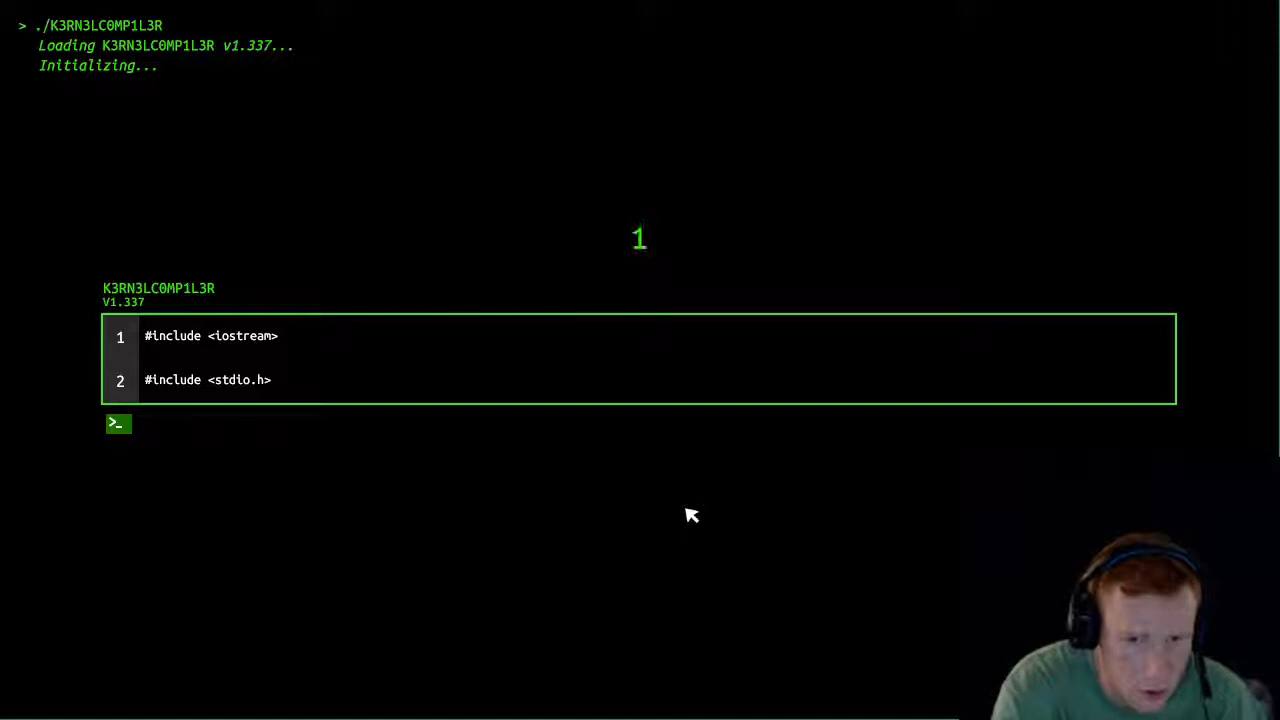 > ./K3RN3LC0MP1L3R
Loading K3RN3LC0MP1L3R v1.337...
Initializing...
1
K3RN3LC0MP1L3R
V1.337
1 #include <iostream>
2 #include <stdio.h>
>_